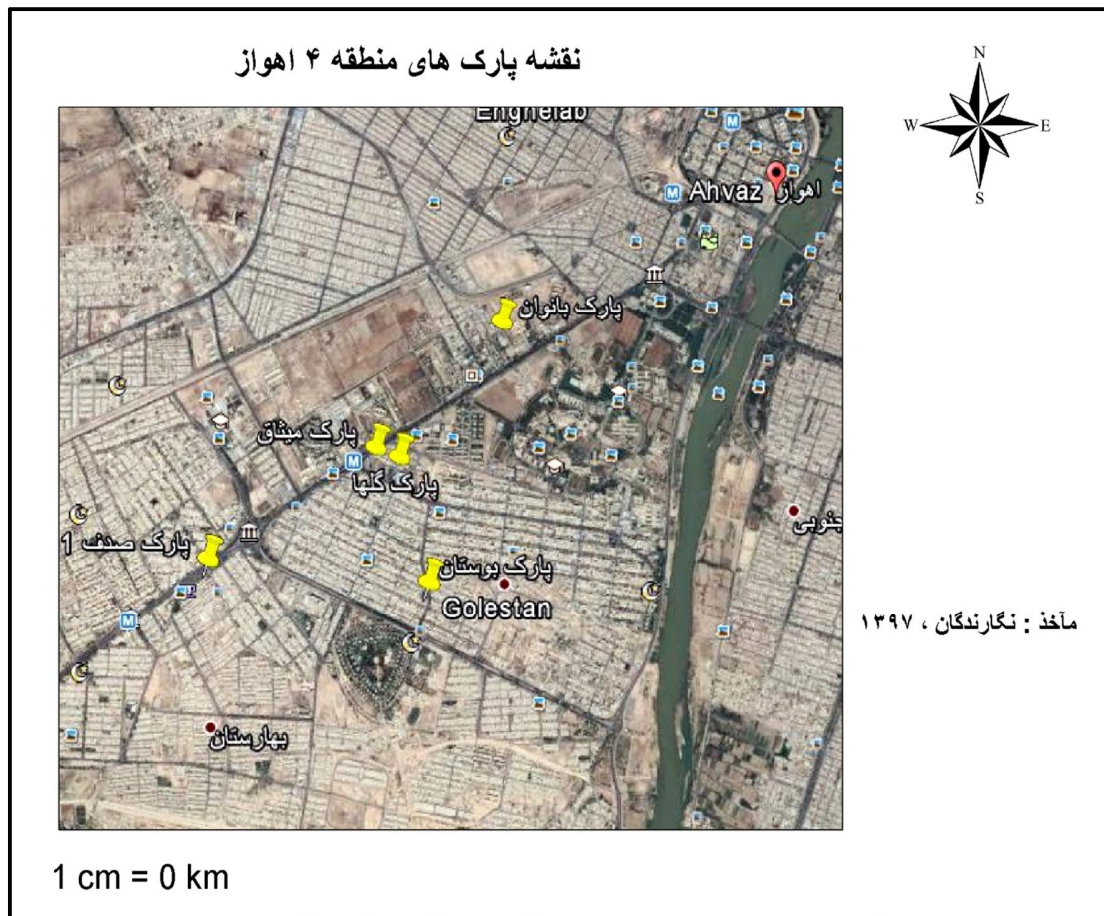 نقشه پارک های منطقه ۴ اهواز
N
W
E
S
Enghelab
M
M
Ahvaz
اهواز
پارک بانوان
پارک میثاق
M
پارک گلها
جنوبی
پارک صدف 1
پارک بوستان
P
Golestan
M
مآخذ : نگارندگان ، ۱۳۹۷
بهارستان
1 cm = 0 km